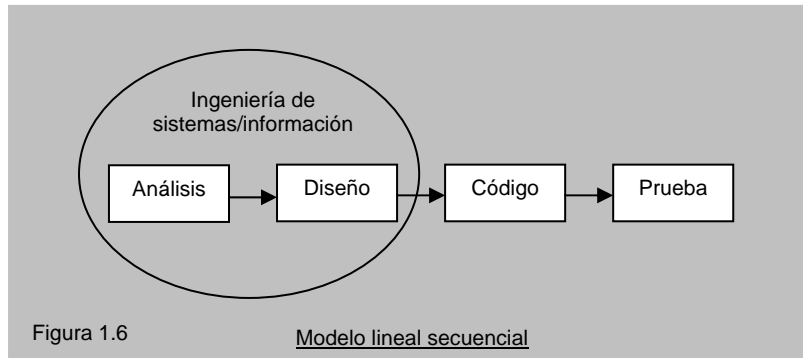 Ingeniería de
sistemas/información
Análisis
Diseño
Código
Prueba
Figura 1.6
Modelo lineal secuencial